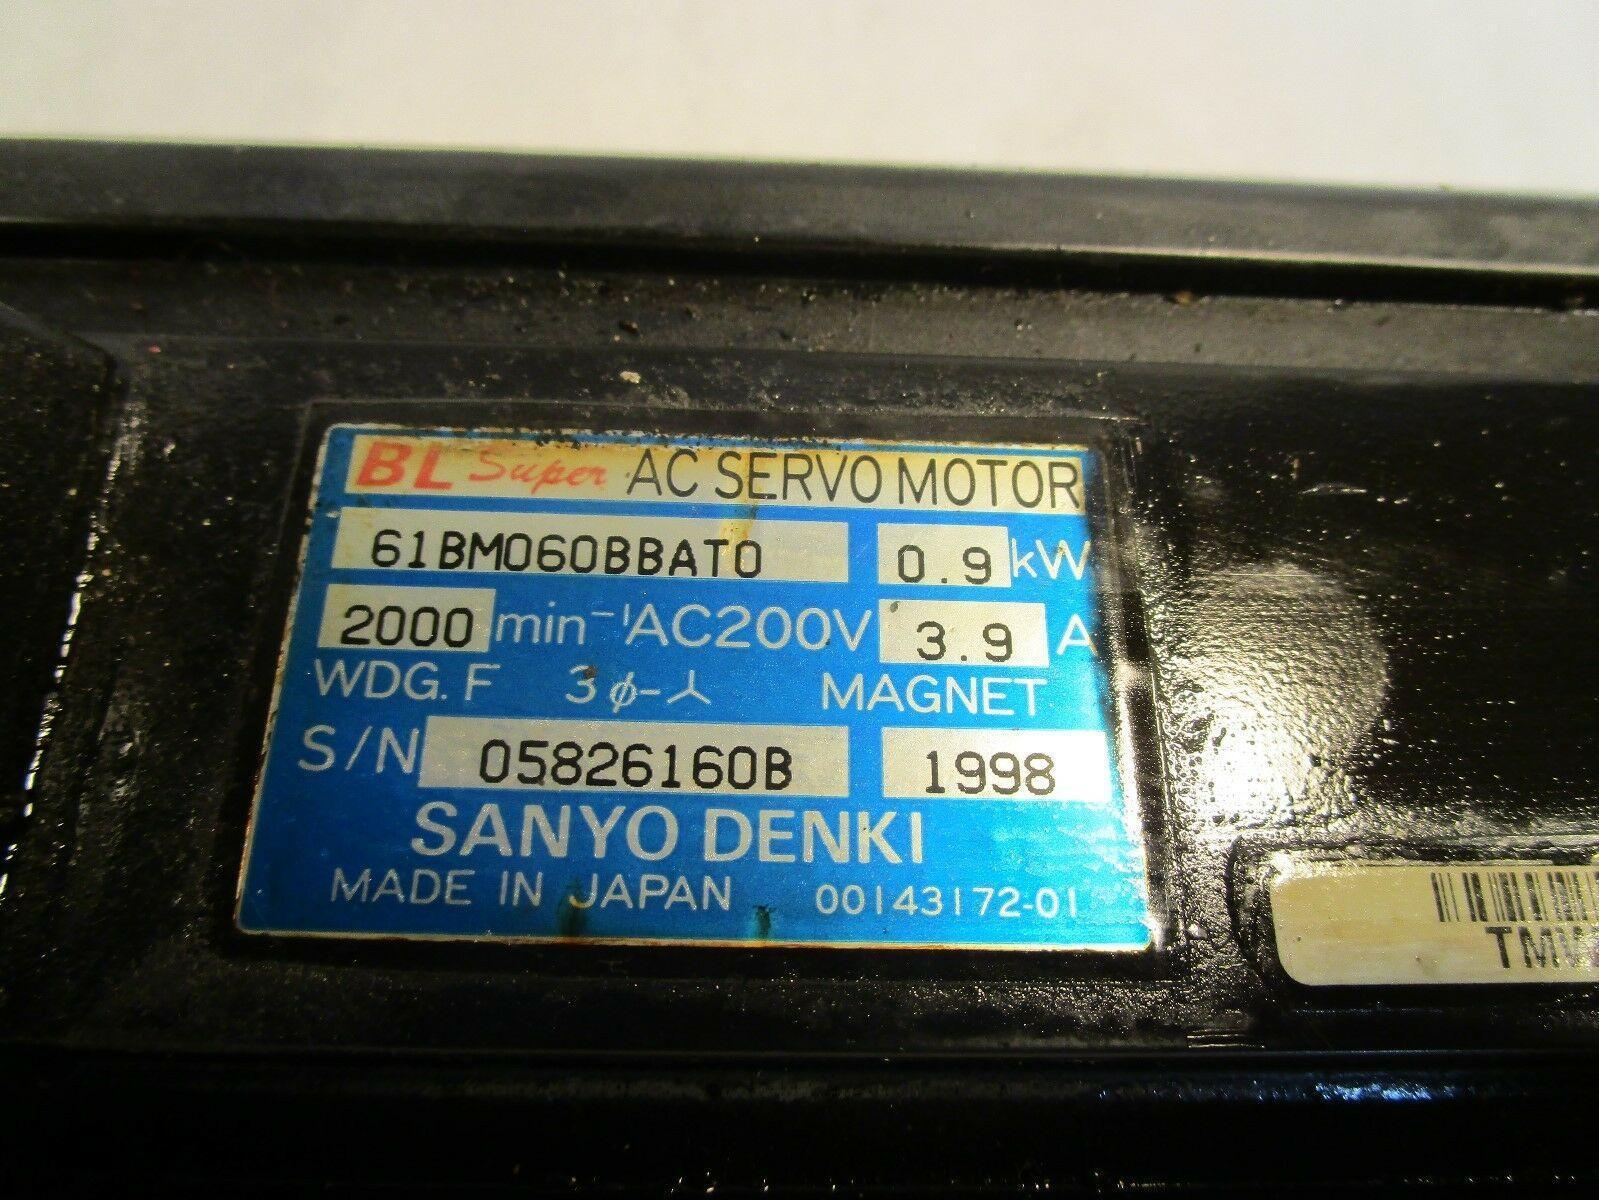 BL Super AC SERVO MOTOR
61BM060BBAT0 0.9 kW
2000 min⁻¹ AC200V 3.9 A
WDG. F 3ϕ-⅄ MAGNET
S/N 05826160B 1998
SANYO DENKI
MADE IN JAPAN 00143172-01